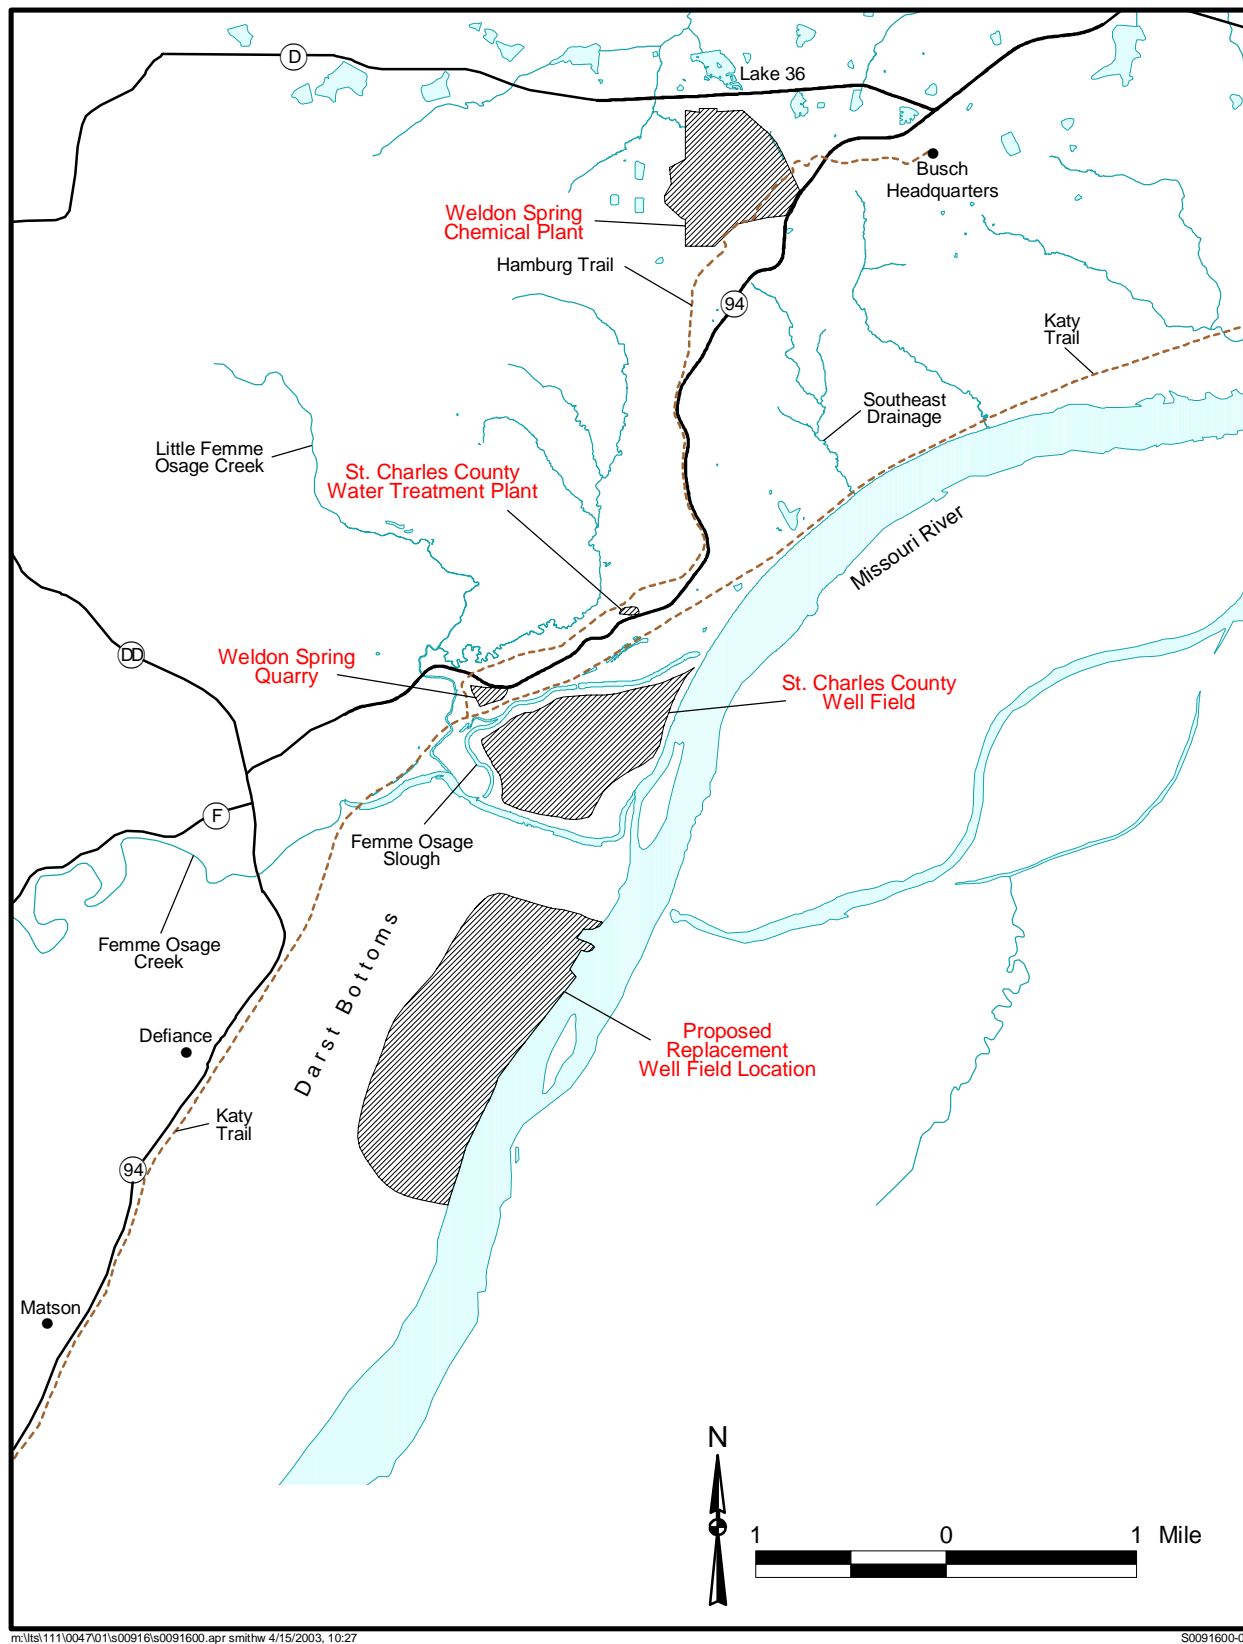 D
Lake 36
Busch
Headquarters
Weldon Spring
Chemical Plant
Hamburg Trail
94
Katy
Trail
Southeast
Drainage
Little Femme
Osage Creek
St. Charles County
Water Treatment Plant
Missouri River
DD
Weldon Spring
Quarry
St. Charles County
Well Field
F
Femme Osage
Slough
Femme Osage
Creek
Darst Bottoms
Defiance
Proposed
Replacement
Well Field Location
Katy
Trail
94
Matson
N
1 0 1 Mile
m:\lts\111\0047\01\s00916\s0091600.apr smithw 4/15/2003, 10:27